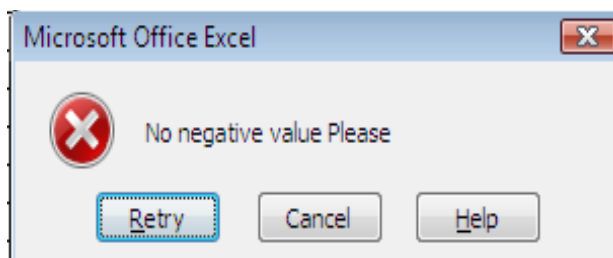 Microsoft Office Excel
No negative value Please
Retry Cancel Help